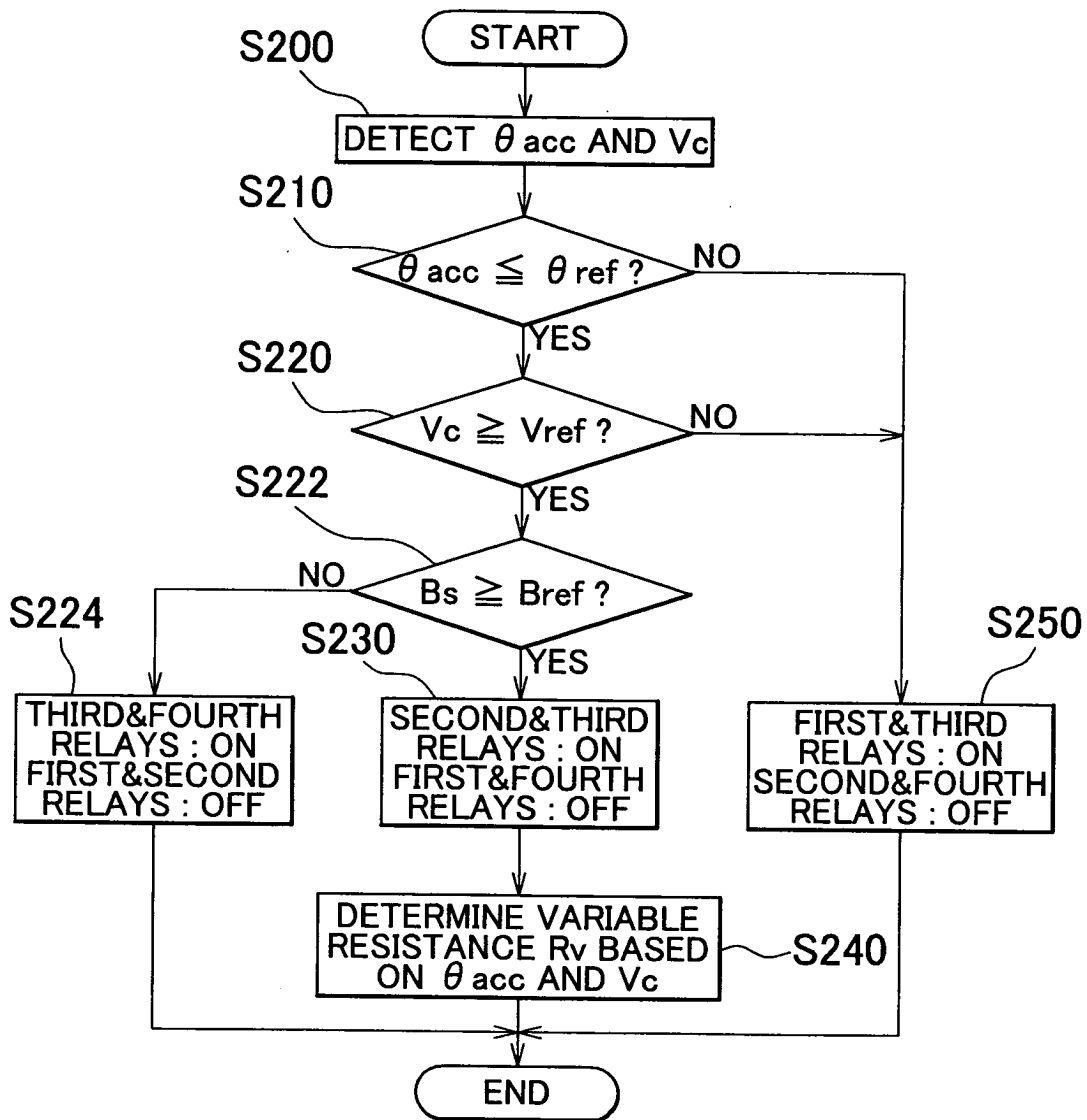 START
S200
DETECT θacc AND Vc
S210
θacc ≦ θref?
NO
YES
S220
Vc ≧ Vref?
NO
YES
S222
Bs ≧ Bref?
NO
YES
S224
THIRD&FOURTH
RELAYS : ON
FIRST&SECOND
RELAYS : OFF
S230
SECOND&THIRD
RELAYS : ON
FIRST&FOURTH
RELAYS : OFF
S250
FIRST&THIRD
RELAYS : ON
SECOND&FOURTH
RELAYS : OFF
DETERMINE VARIABLE
RESISTANCE Rv BASED
ON θacc AND Vc
S240
END